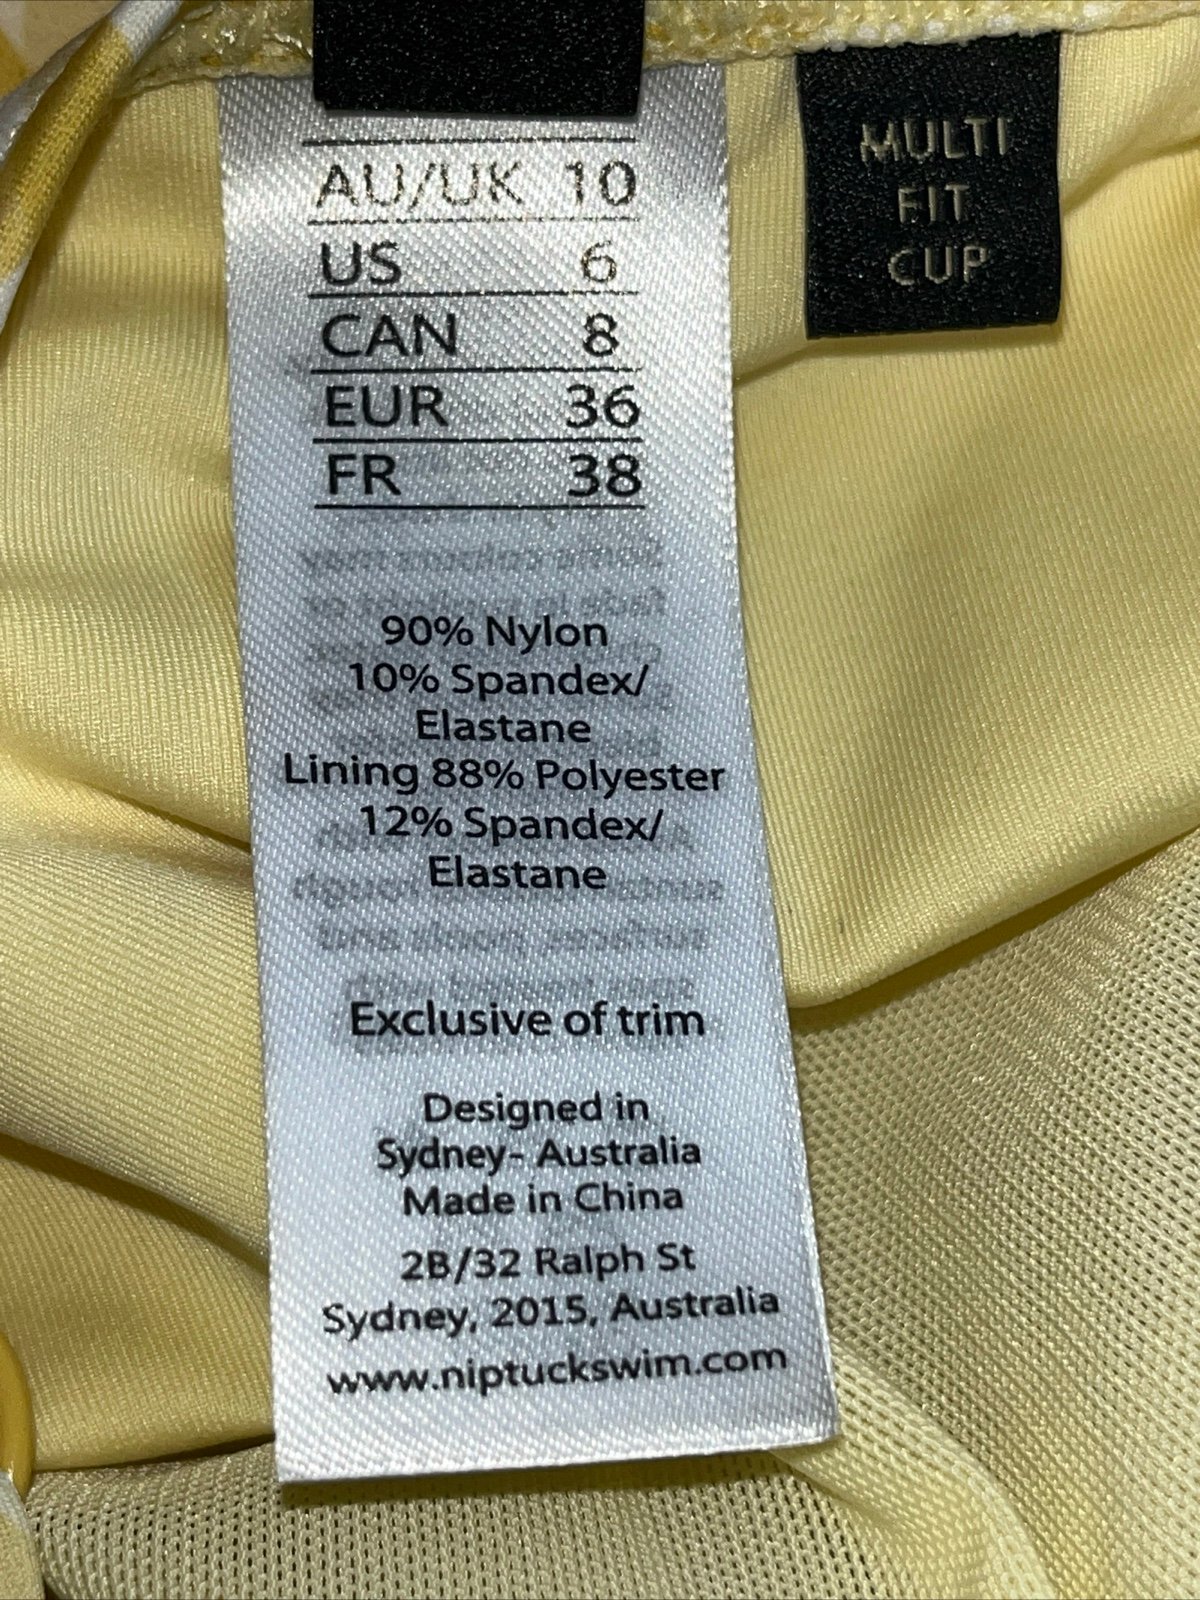 AU/UK 10
US 6
CAN 8
EUR 36
FR 38
90% Nylon
10% Spandex/
Elastane
Lining 88% Polyester
12% Spandex/
Elastane
Exclusive of trim
Designed in
Sydney- Australia
Made in China
2B/32 Ralph St
Sydney, 2015, Australia
www.niptuckswim.com
MULTI
FIT
CUP